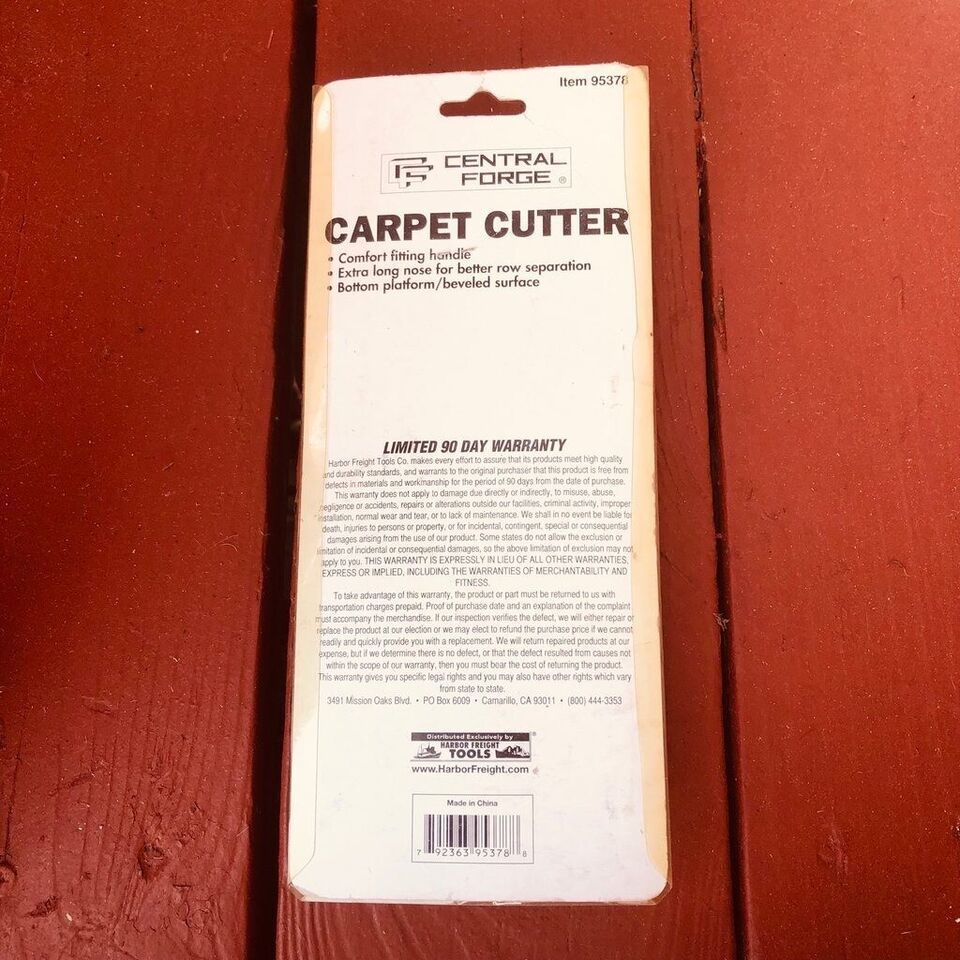 Item 95378
CF CENTRAL
FORGE ®
CARPET CUTTER
• Comfort fitting handle
• Extra long nose for better row separation
• Bottom platform/beveled surface
LIMITED 90 DAY WARRANTY
Harbor Freight Tools Co. makes every effort to assure that its products meet high quality
and durability standards, and warrants to the original purchaser that this product is free from
defects in materials and workmanship for the period of 90 days from the date of purchase.
This warranty does not apply to damage due directly or indirectly, to misuse, abuse,
negligence or accidents, repairs or alterations outside our facilities, criminal activity, improper
installation, normal wear and tear, or to lack of maintenance. We shall in no event be liable for
death, injuries to persons or property, or for incidental, contingent, special or consequential
damages arising from the use of our product. Some states do not allow the exclusion or
limitation of incidental or consequential damages, so the above limitation of exclusion may not
apply to you. THIS WARRANTY IS EXPRESSLY IN LIEU OF ALL OTHER WARRANTIES,
EXPRESS OR IMPLIED, INCLUDING THE WARRANTIES OF MERCHANTABILITY AND
FITNESS.
To take advantage of this warranty, the product or part must be returned to us with
transportation charges prepaid. Proof of purchase date and an explanation of the complaint
must accompany the merchandise. If our inspection verifies the defect, we will either repair or
replace the product at our election or we may elect to refund the purchase price if we cannot
readily and quickly provide you with a replacement. We will return repaired products at our
expense, but if we determine there is no defect, or that the defect resulted from causes not
within the scope of our warranty, then you must bear the cost of returning the product.
This warranty gives you specific legal rights and you may also have other rights which vary
from state to state.
3491 Mission Oaks Blvd. • PO Box 6009 • Camarillo, CA 93011 • (800) 444-3353
Distributed Exclusively by
HARBOR FREIGHT
TOOLS ®
www.HarborFreight.com
Made in China
7 92363 95378 8